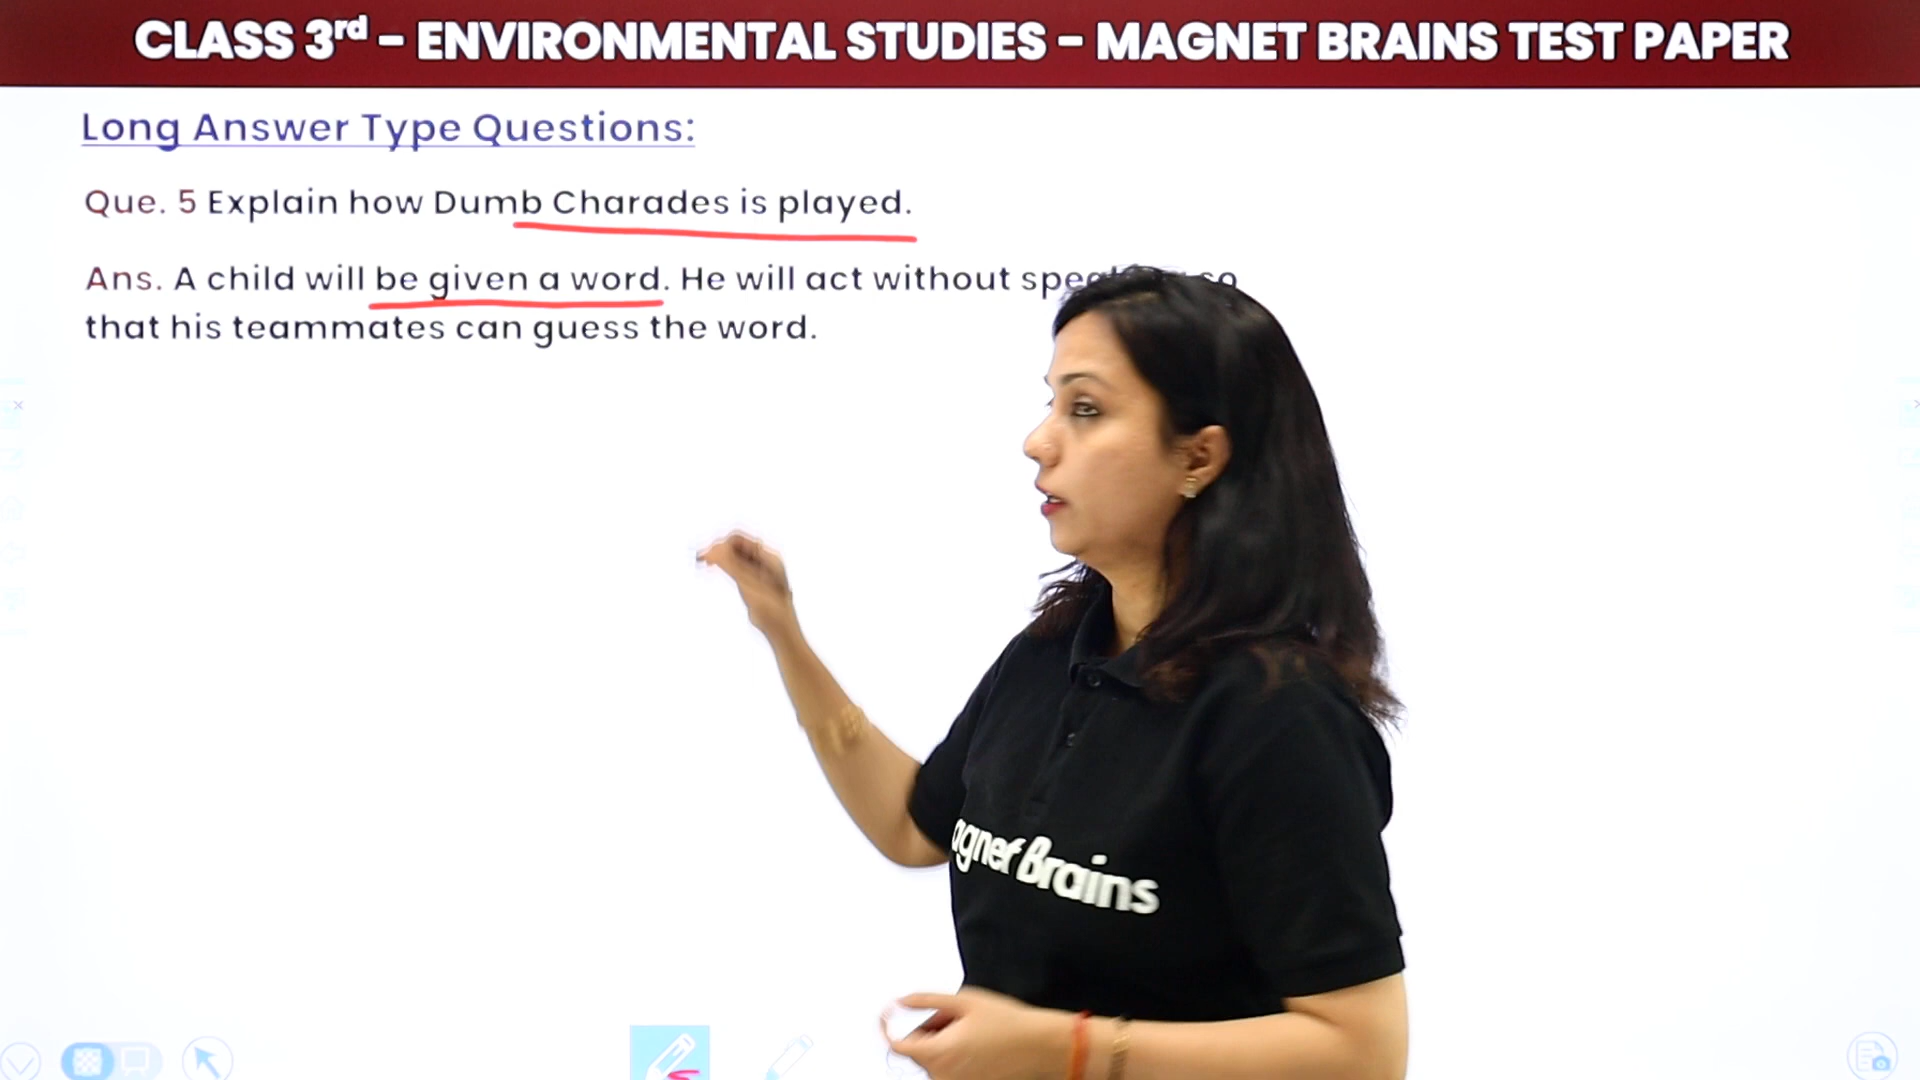 CLASS 3rd - ENVIRONMENTAL STUDIES - MAGNET BRAINS TEST PAPER
Long Answer Type Questions:
Que. 5 Explain how Dumb Charades is played.
Ans. A child will be given a word. He will act without so
that his teammates can guess the word.
agnet Brains